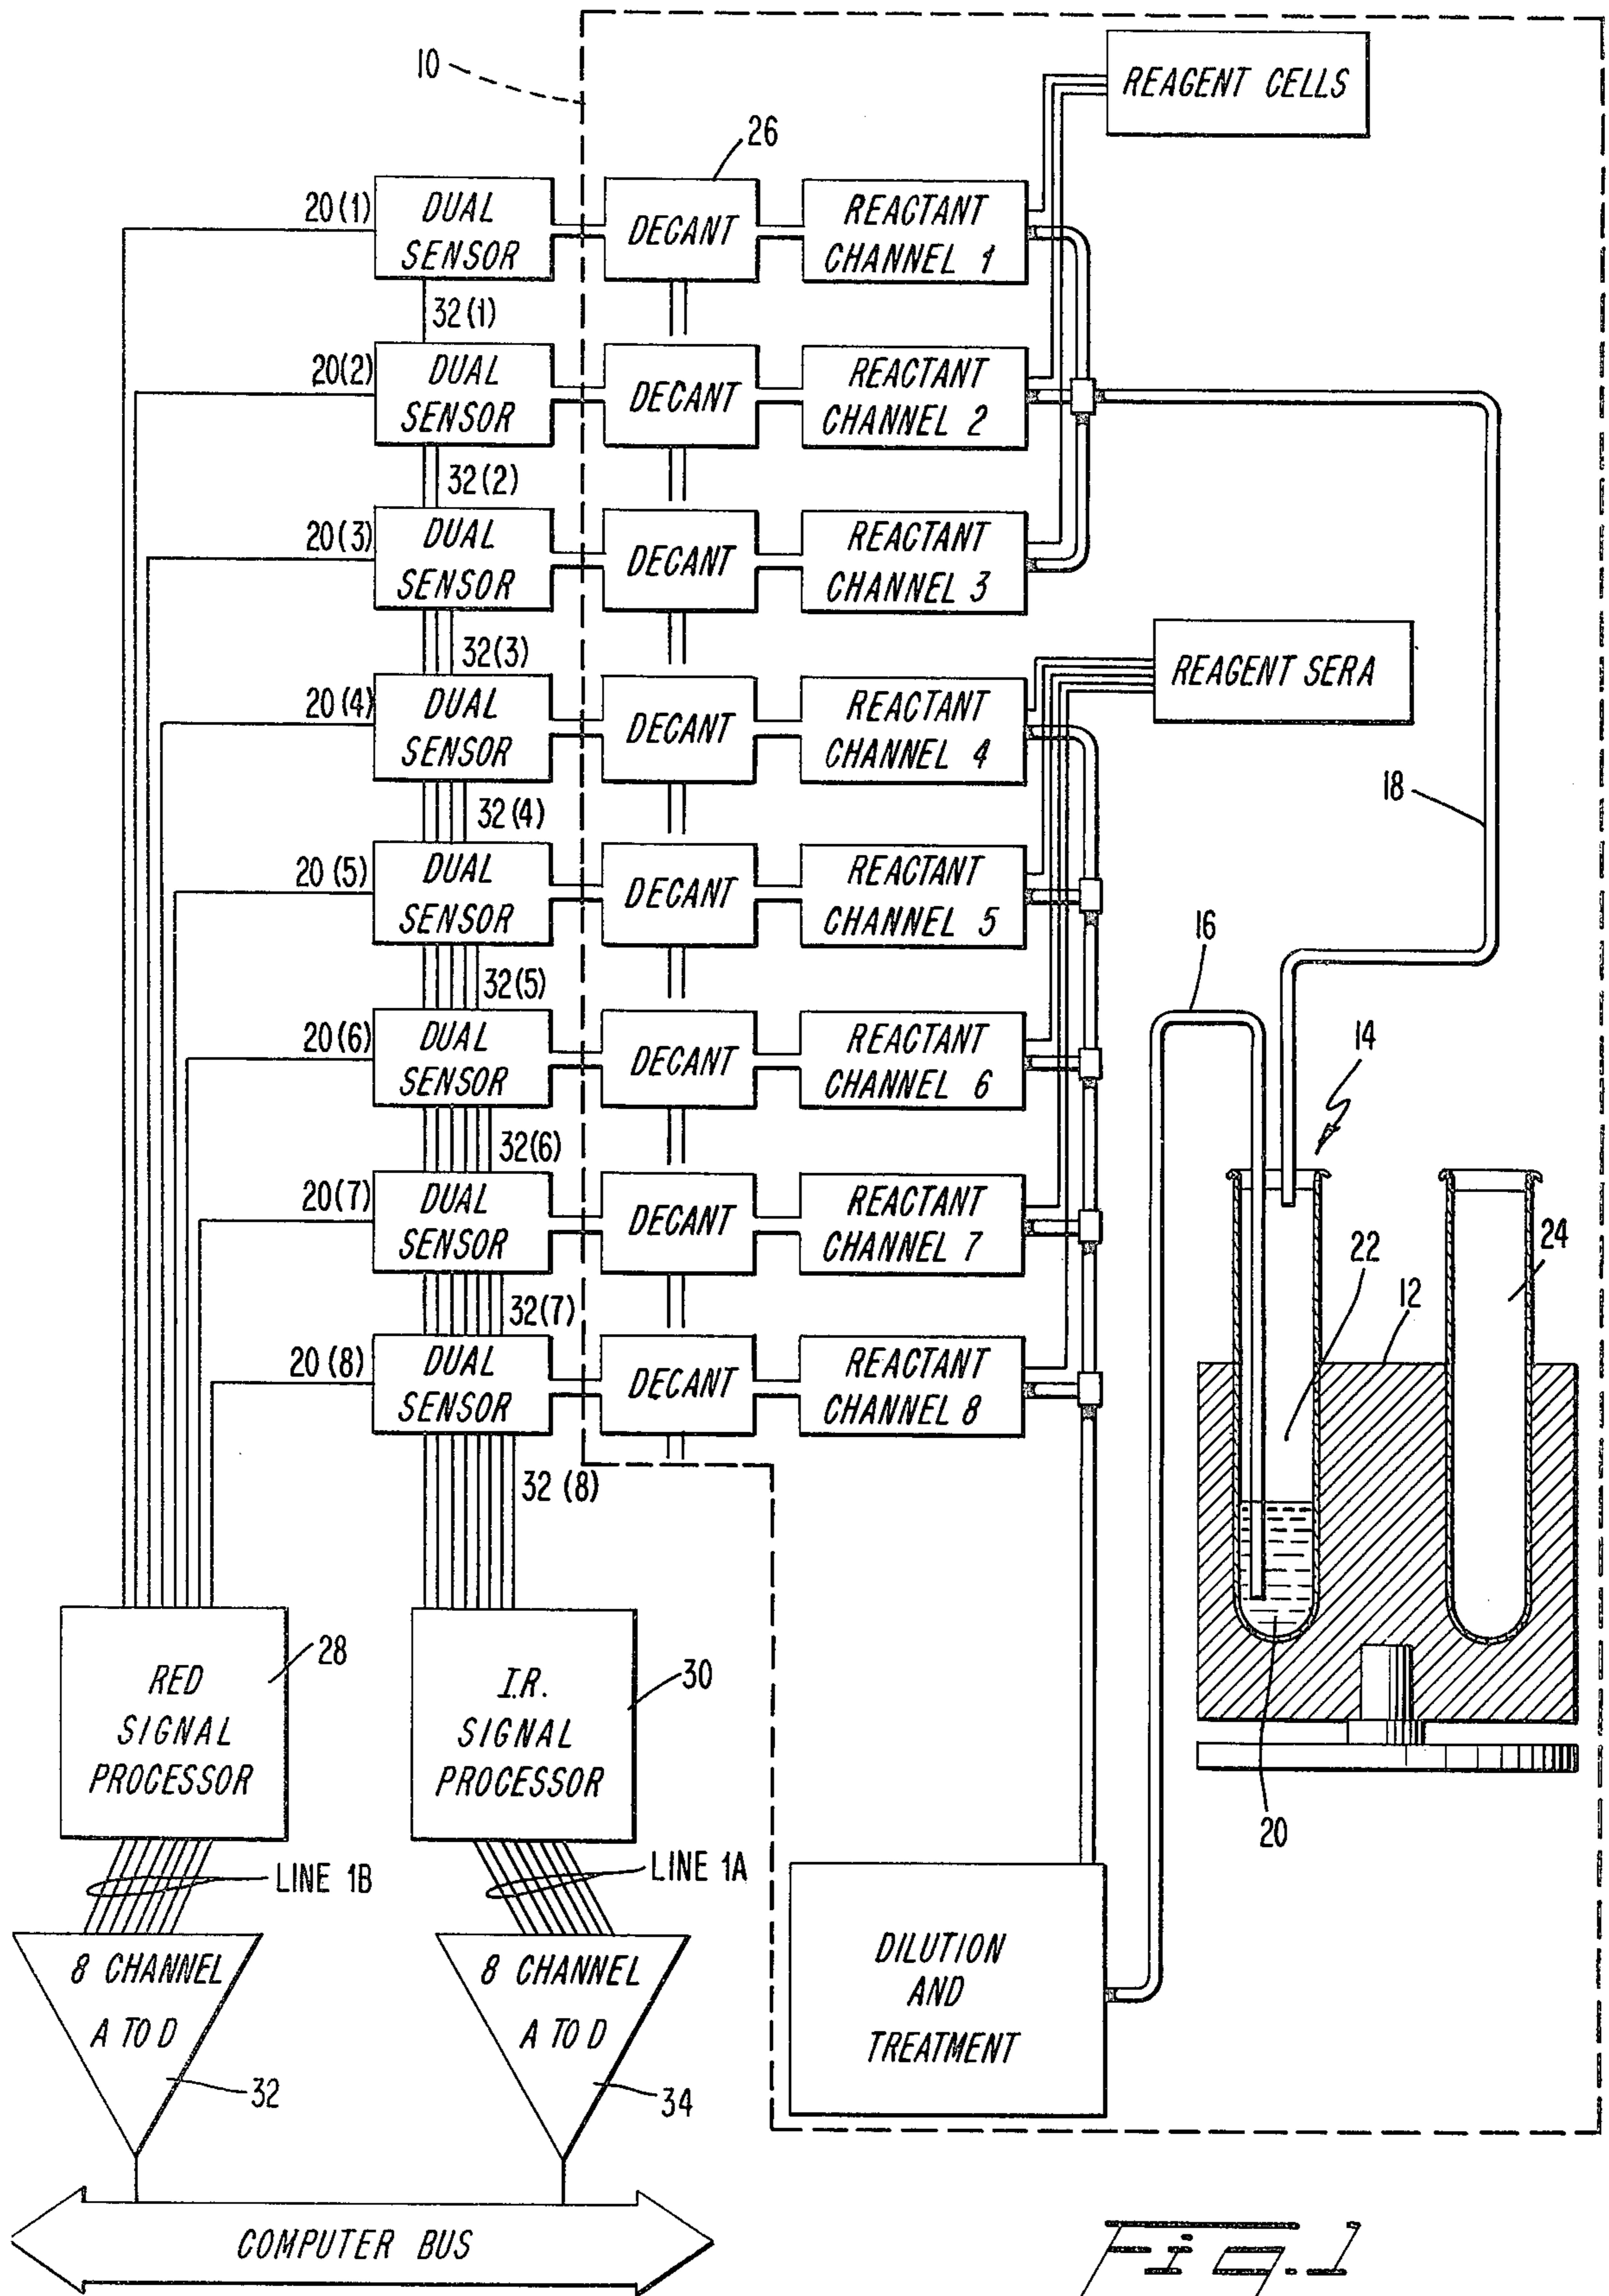 10
REAGENT CELLS
26
20(1)
DUAL
SENSOR
DECANT
REACTANT
CHANNEL 1
32(1)
20(2)
DUAL
SENSOR
DECANT
REACTANT
CHANNEL 2
32(2)
20(3)
DUAL
SENSOR
DECANT
REACTANT
CHANNEL 3
32(3)
REAGENT SERA
20(4)
DUAL
SENSOR
DECANT
REACTANT
CHANNEL 4
18
32(4)
20(5)
DUAL
SENSOR
DECANT
REACTANT
CHANNEL 5
16
32(5)
20(6)
DUAL
SENSOR
DECANT
REACTANT
CHANNEL 6
14
32(6)
20(7)
DUAL
SENSOR
DECANT
REACTANT
CHANNEL 7
22
24
12
32(7)
20(8)
DUAL
SENSOR
DECANT
REACTANT
CHANNEL 8
32(8)
RED
SIGNAL
PROCESSOR
28
I.R.
SIGNAL
PROCESSOR
30
20
LINE 1B
LINE 1A
8 CHANNEL
A TO D
32
8 CHANNEL
A TO D
34
DILUTION
AND
TREATMENT
COMPUTER BUS
FIG. 1